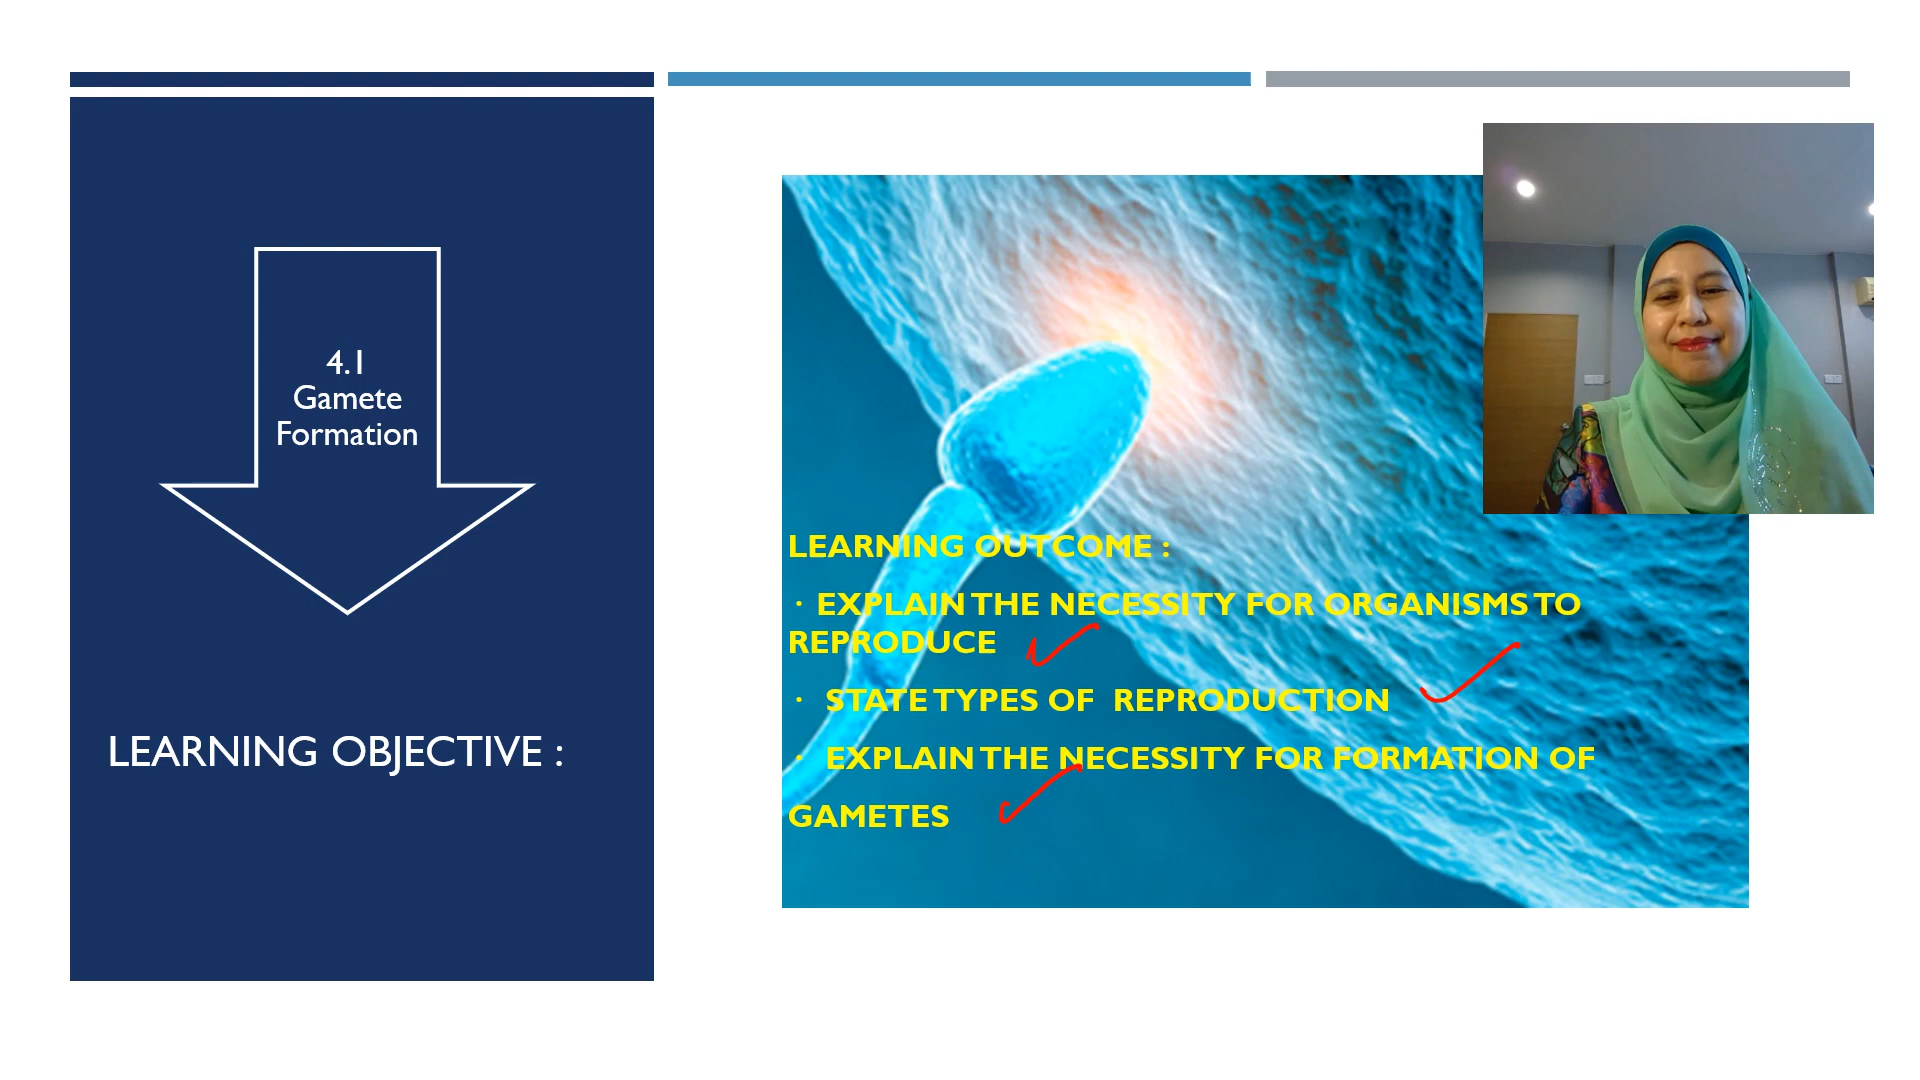 4.1
Gamete
Formation
LEARNING OBJECTIVE :
LEARNING OUTCOME :
• EXPLAIN THE NECESSITY FOR ORGANISMS TO
REPRODUCE
• STATE TYPES OF REPRODUCTION
• EXPLAIN THE NECESSITY FOR FORMATION OF
GAMETES